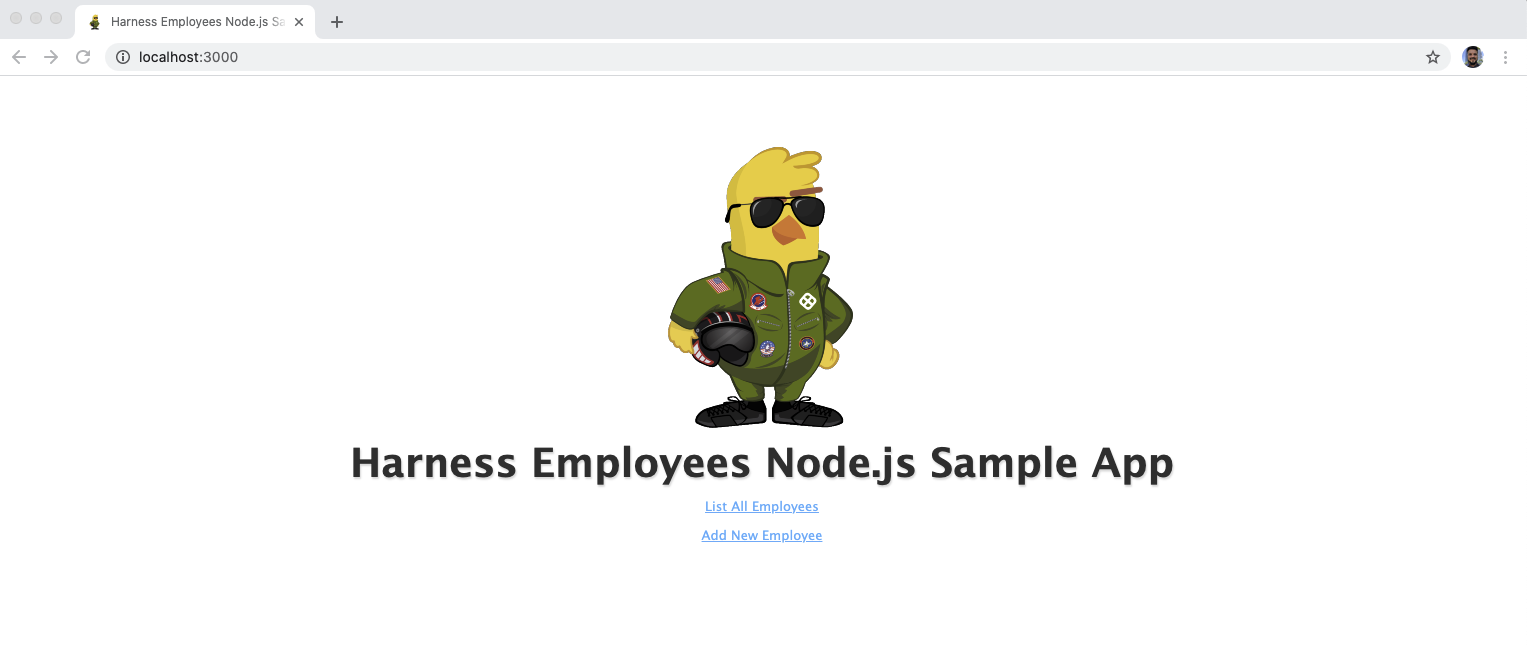 Harness Employees Node.js Sa
localhost:3000
Harness Employees Node.js Sample App
List All Employees
Add New Employee